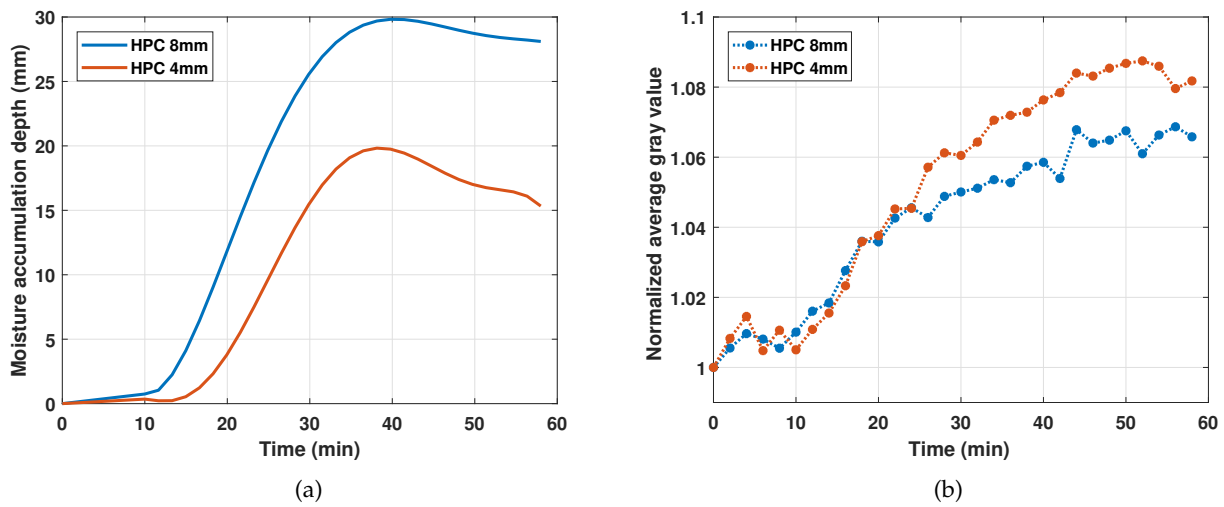 30
25
20
15
10
5
0
Moisture accumulation depth (mm)
HPC 8mm
HPC 4mm
0 10 20 30 40 50 60
Time (min)
(a)
1.1
1.08
1.06
1.04
1.02
1
Normalized average gray value
HPC 8mm
HPC 4mm
0 10 20 30 40 50 60
Time (min)
(b)